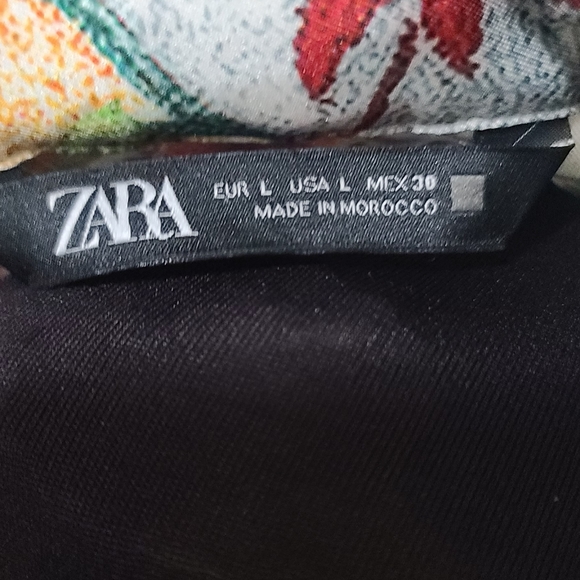 ZARA
EUR L USA L MEX 30
MADE IN MOROCCO